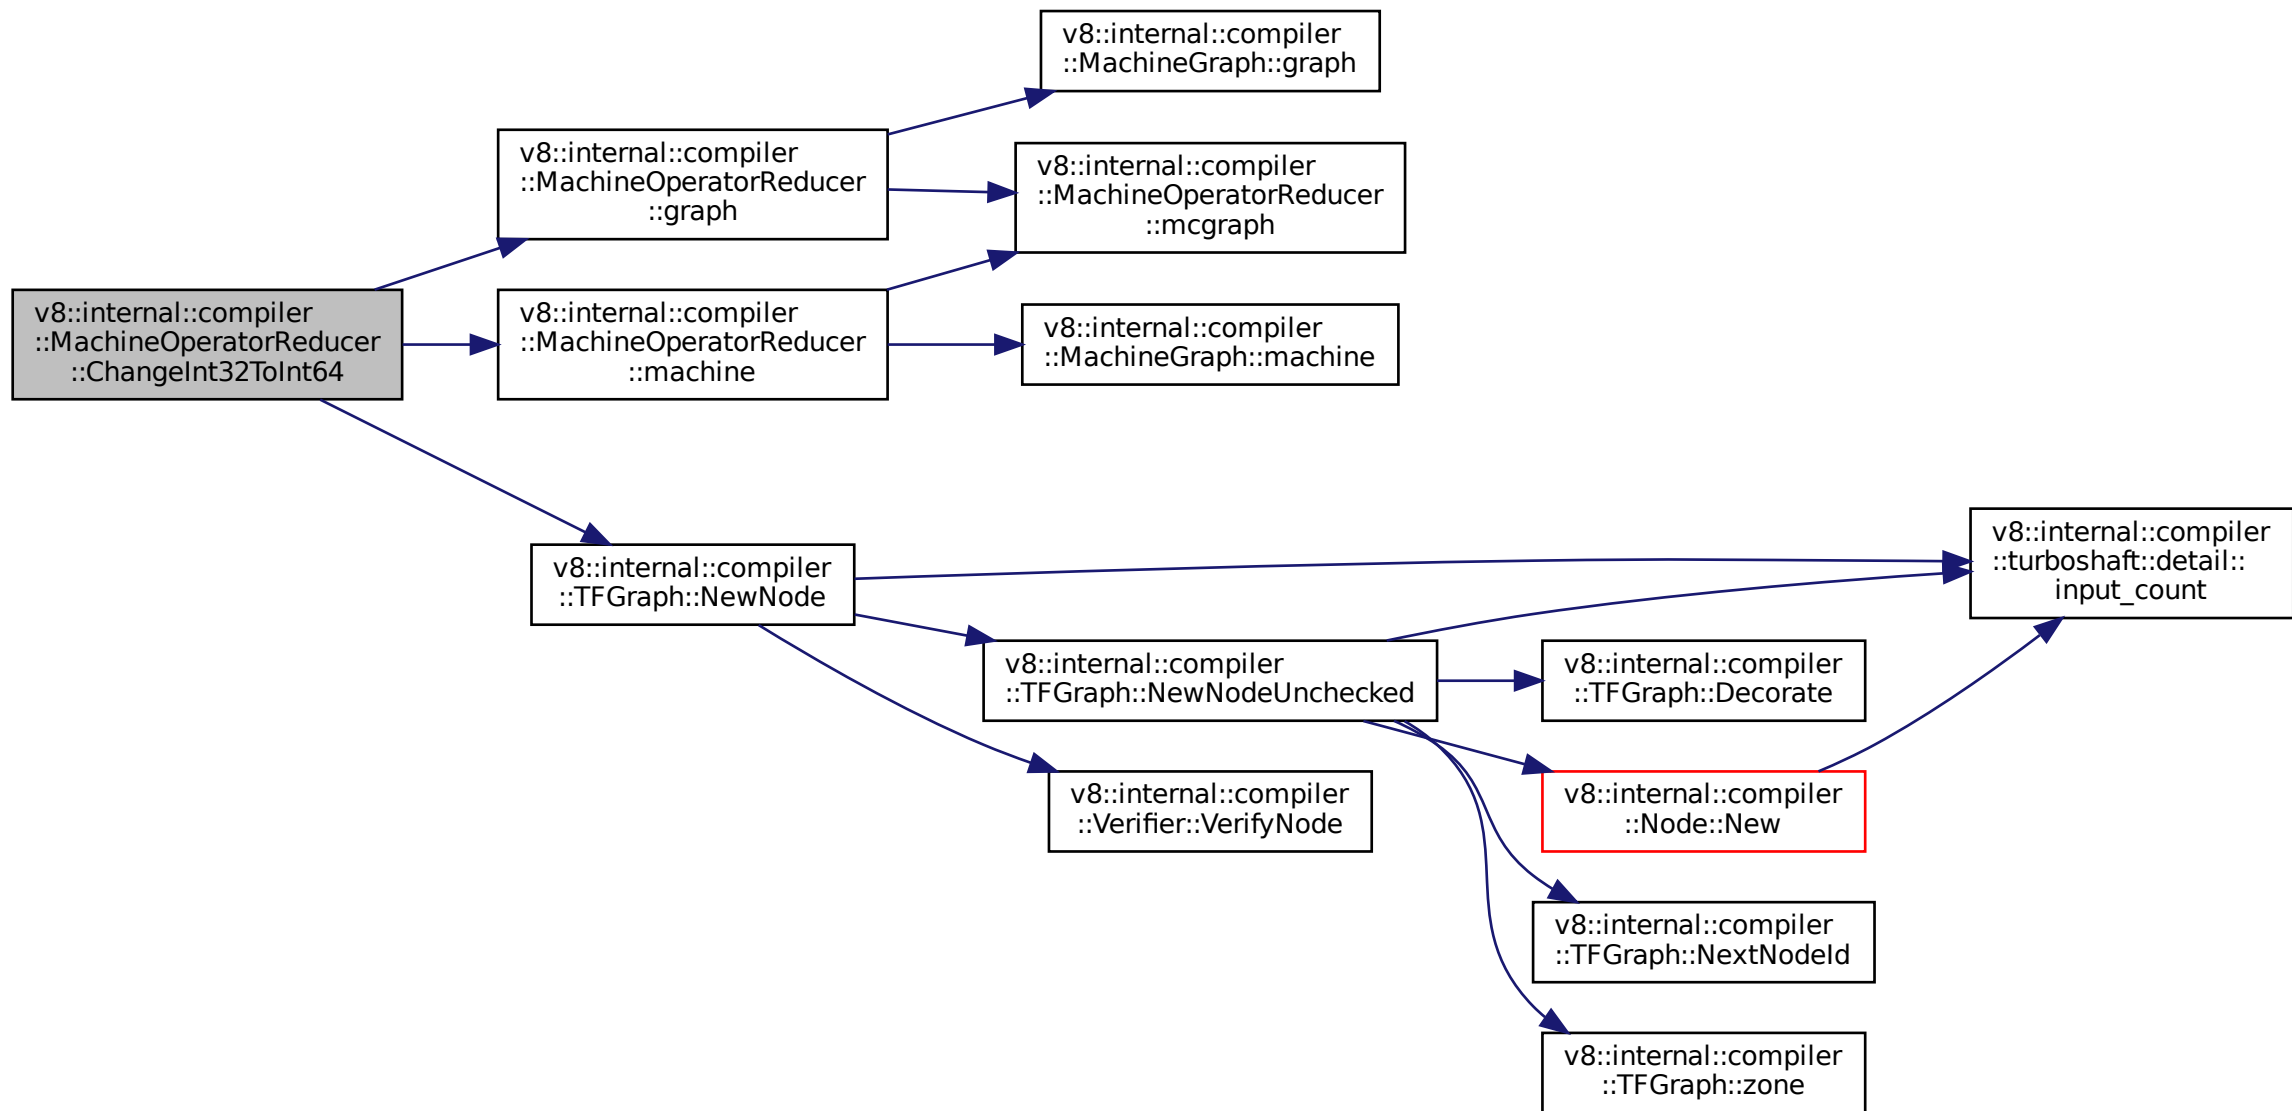 v8::internal::compiler
::MachineGraph::graph
v8::internal::compiler
::MachineOperatorReducer
::graph
v8::internal::compiler
::MachineOperatorReducer
::mcgraph
v8::internal::compiler
::MachineOperatorReducer
::ChangeInt32ToInt64
v8::internal::compiler
::MachineOperatorReducer
::machine
v8::internal::compiler
::MachineGraph::machine
v8::internal::compiler
::TFGraph::NewNode
v8::internal::compiler
::turboshaft::detail::
input_count
v8::internal::compiler
::TFGraph::NewNodeUnchecked
v8::internal::compiler
::TFGraph::Decorate
v8::internal::compiler
::Verifier::VerifyNode
v8::internal::compiler
::Node::New
v8::internal::compiler
::TFGraph::NextNodeId
v8::internal::compiler
::TFGraph::zone